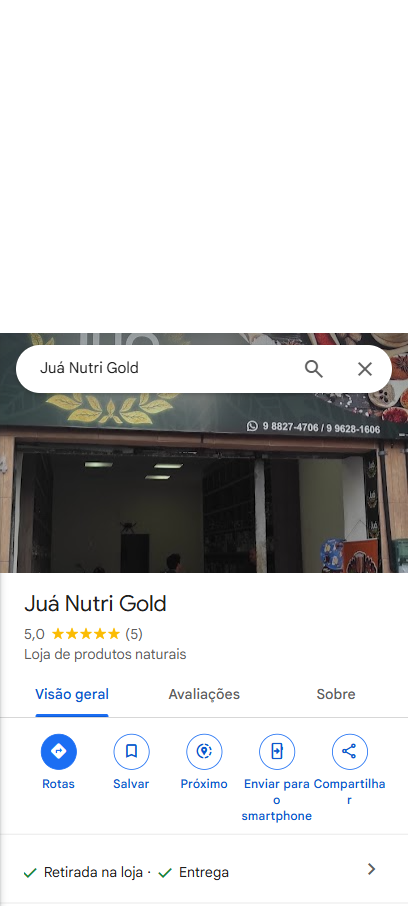 Juá Nutri Gold
9 8827-4706 / 9 9628-1606
Juá Nutri Gold
5,0 (5)
Loja de produtos naturais
Visão geral
Avaliações
Sobre
Rotas
Salvar
Próximo
Enviar para
o
smartphone
Compartilha
r
Retirada na loja ·
Entrega